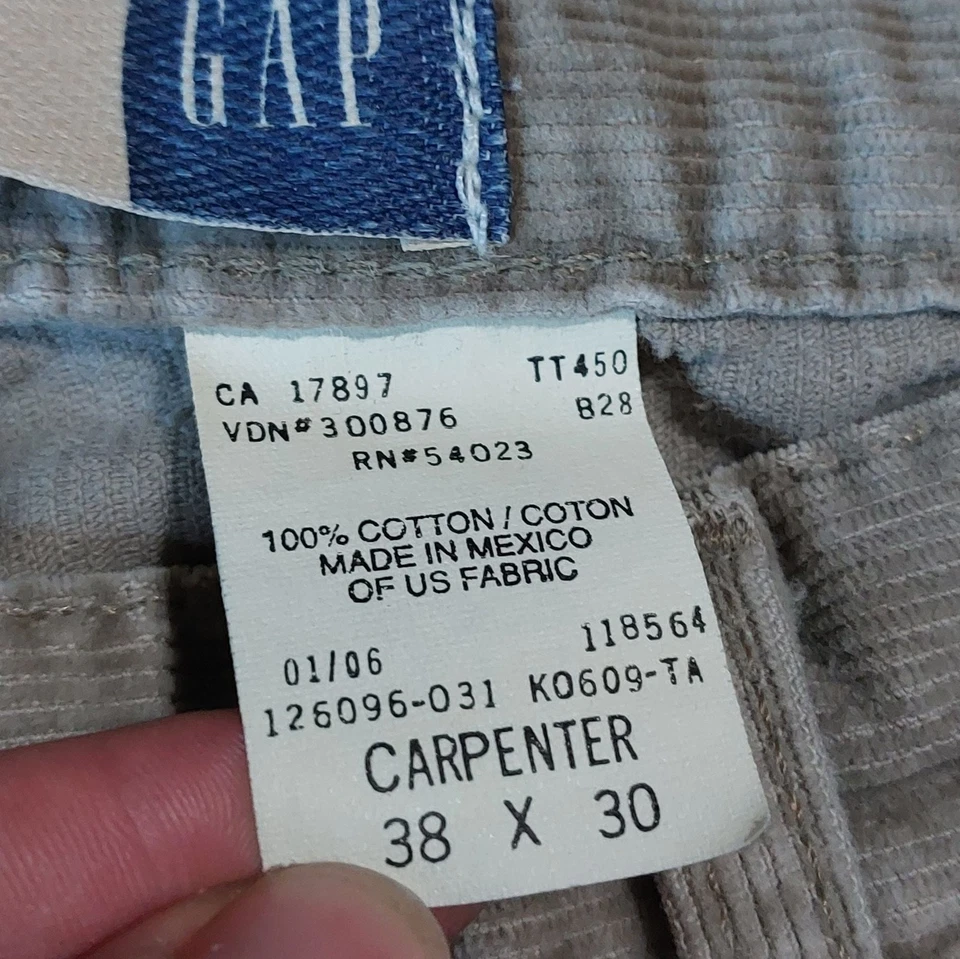 GAP
CA 17897 TT450
VDN#300876 828
RN#54023
100% COTTON / COTON
MADE IN MEXICO
OF US FABRIC
01/06 118564
126096-031 K0609-TA
CARPENTER
38 X 30